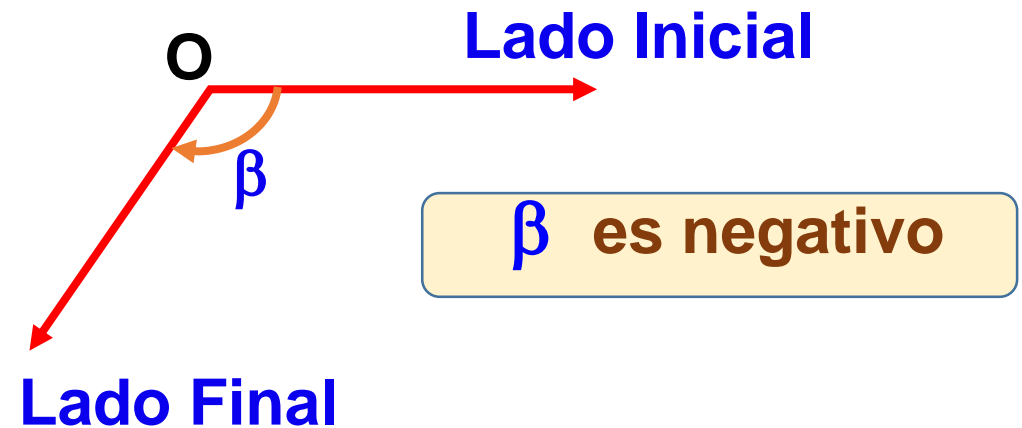 Lado Inicial
O
β
β es negativo
Lado Final